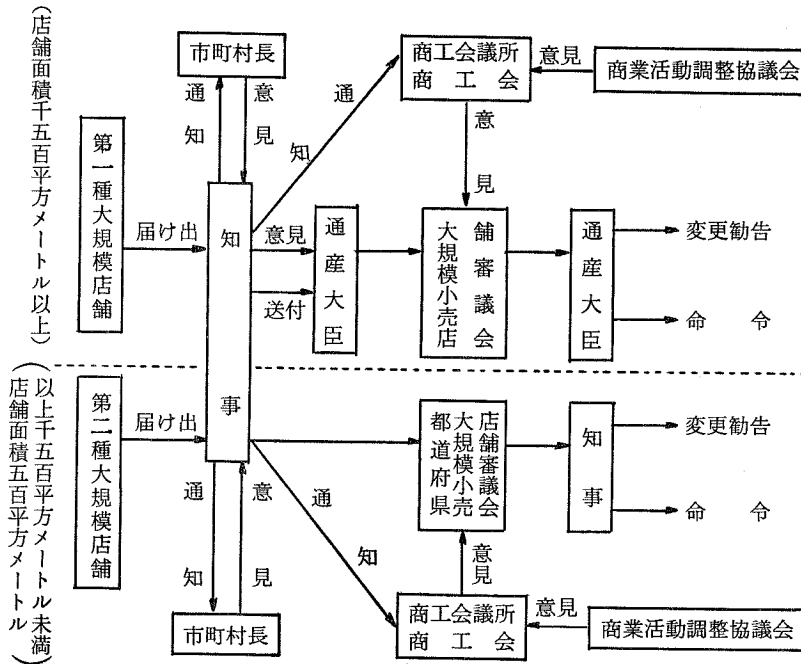 （店舗面積千五百平方メートル以上）
市町村長
通知
意見
第一種大規模店舗
届け出
知事
通知
商工会議所
商工会
意見
商業活動調整協議会
意見
意見
送付
通産大臣
大規模小売店
舗審議会
通産大臣
変更勧告
命令
（店舗面積五百平方メートル
以上千五百平方メートル未満）
第二種大規模店舗
届け出
通知
意見
市町村長
通知
都道府県
大規模小売
店舗審議会
知事
変更勧告
命令
意見
商工会議所
商工会
意見
商業活動調整協議会